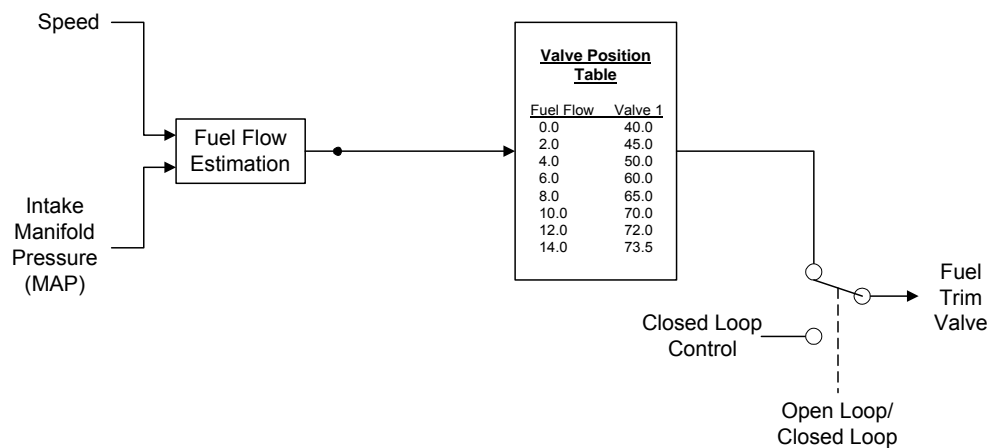 Speed
Fuel Flow
Estimation
Intake
Manifold
Pressure
(MAP)
Valve Position
Table
Fuel Flow Valve 1
0.0 40.0
2.0 45.0
4.0 50.0
6.0 60.0
8.0 65.0
10.0 70.0
12.0 72.0
14.0 73.5
Fuel
Trim
Valve
Closed Loop
Control
Open Loop/
Closed Loop